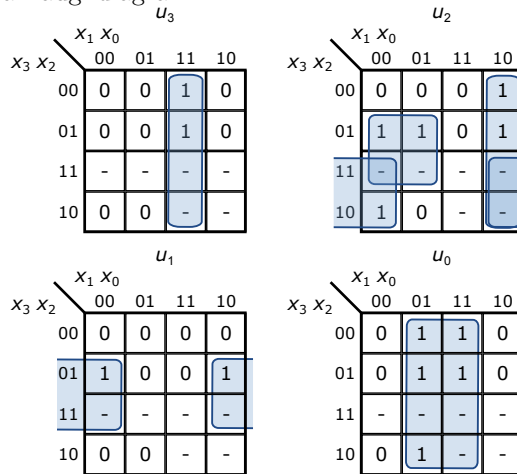 u3 u2
x1 x0 x1 x0
x3 x2 00 01 11 10 x3 x2 00 01 11 10
00 0 0 1 0 00 0 0 0 1
01 0 0 1 0 01 1 1 0 1
11 - - - - 11 - - - -
10 0 0 - - 10 1 0 - -
u1 u0
x1 x0 x1 x0
x3 x2 00 01 11 10 x3 x2 00 01 11 10
00 0 0 0 0 00 0 1 1 0
01 1 0 0 1 01 0 1 1 0
11 - - - - 11 - - - -
10 0 0 - - 10 0 1 - -